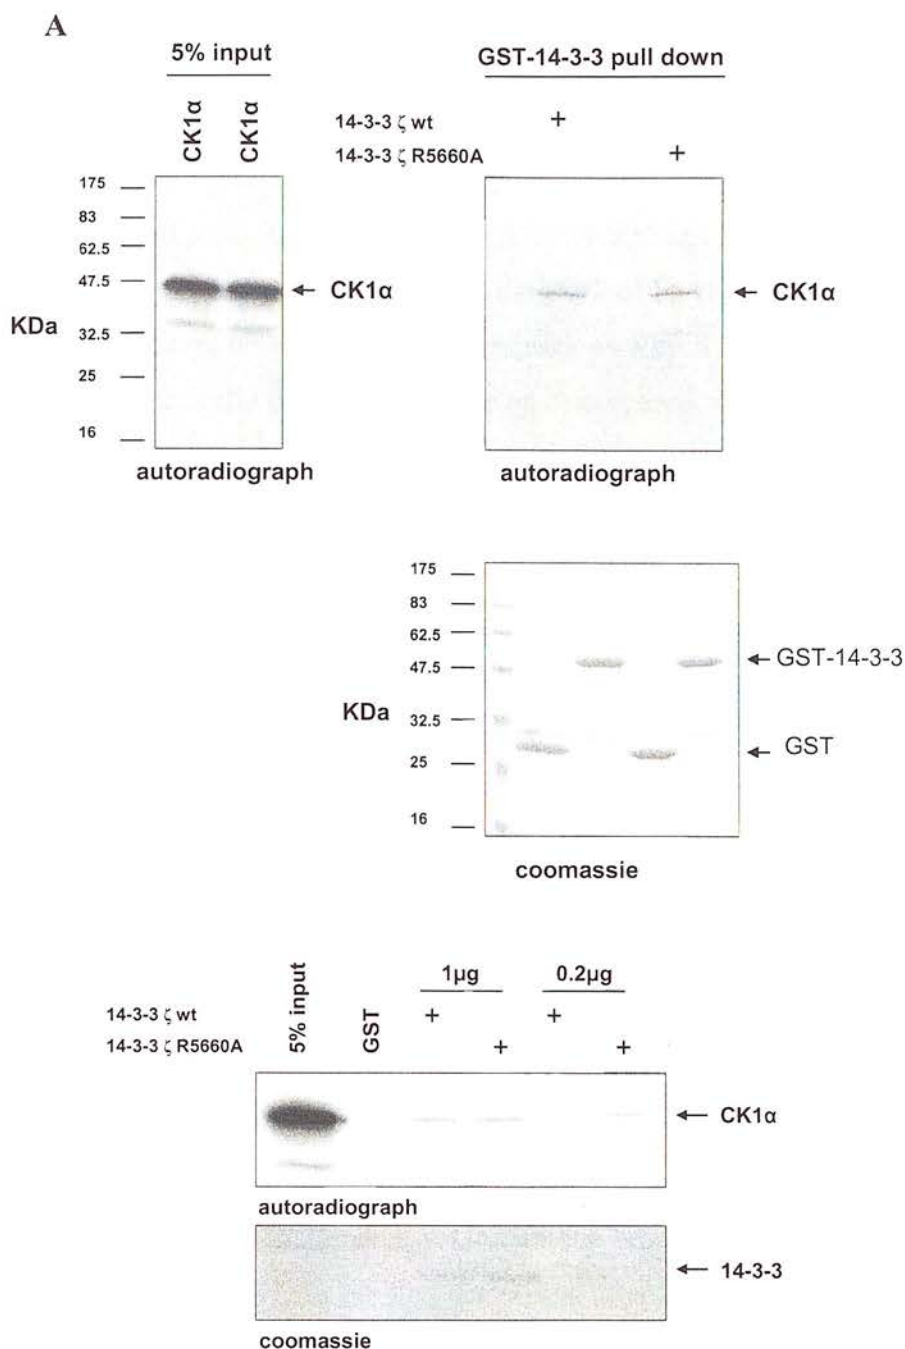 A
5% input
GST-14-3-3 pull down
CK1α
CK1α
14-3-3 ζ wt
+
14-3-3 ζ R5660A
+
175
83
62.5
47.5
32.5
25
16
KDa
CK1α
CK1α
autoradiograph
autoradiograph
175
83
62.5
47.5
32.5
25
16
KDa
GST-14-3-3
GST
coomassie
5% input
GST
1µg
0.2µg
14-3-3 ζ wt
+
+
14-3-3 ζ R5660A
+
+
CK1α
autoradiograph
14-3-3
coomassie